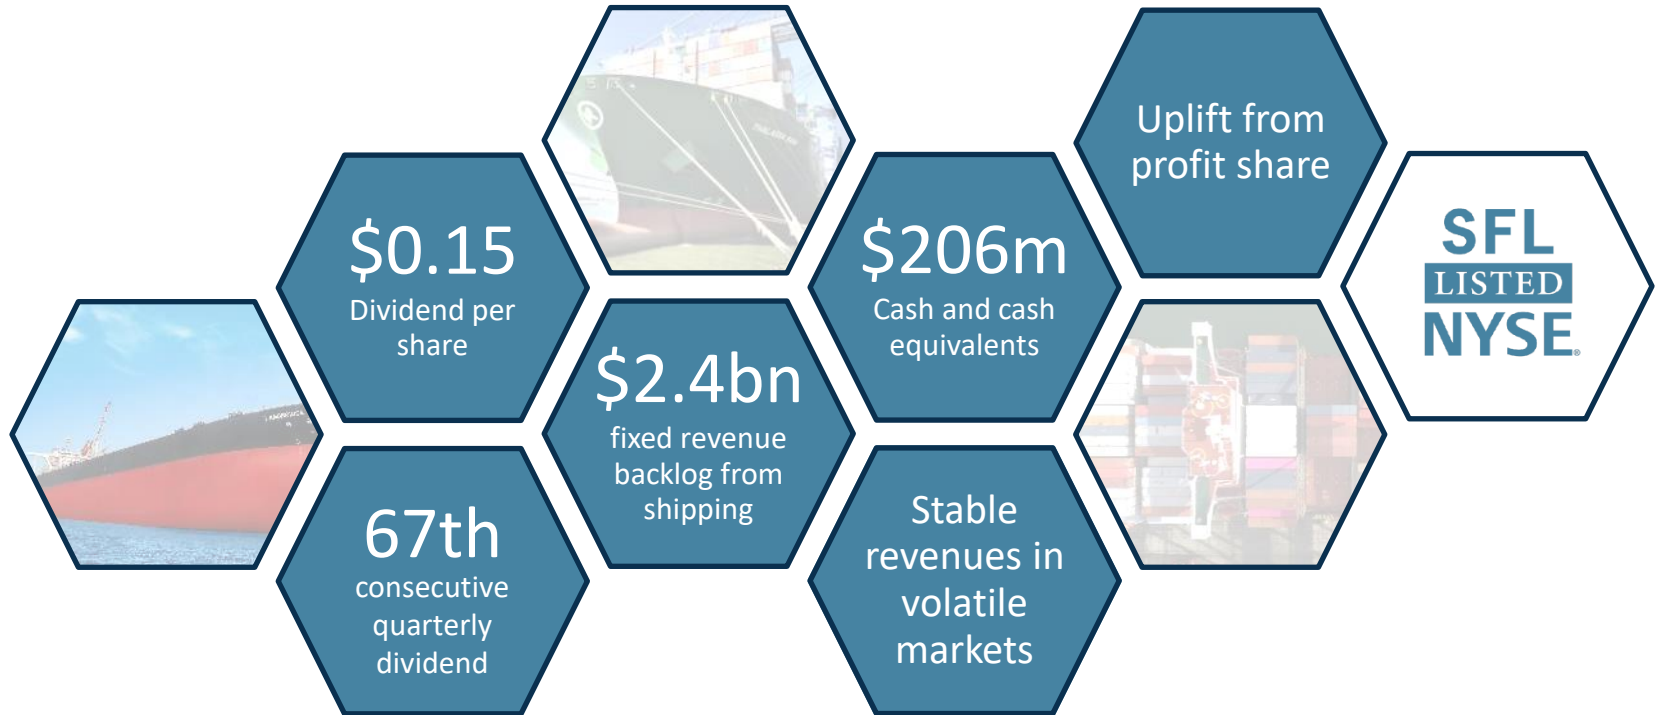 $0.15
Dividend per
share
67th
consecutive
quarterly
dividend
$2.4bn
fixed revenue
backlog from
shipping
$206m
Cash and cash
equivalents
Stable
revenues in
volatile
markets
Uplift from
profit share
SFL
LISTED
NYSE®